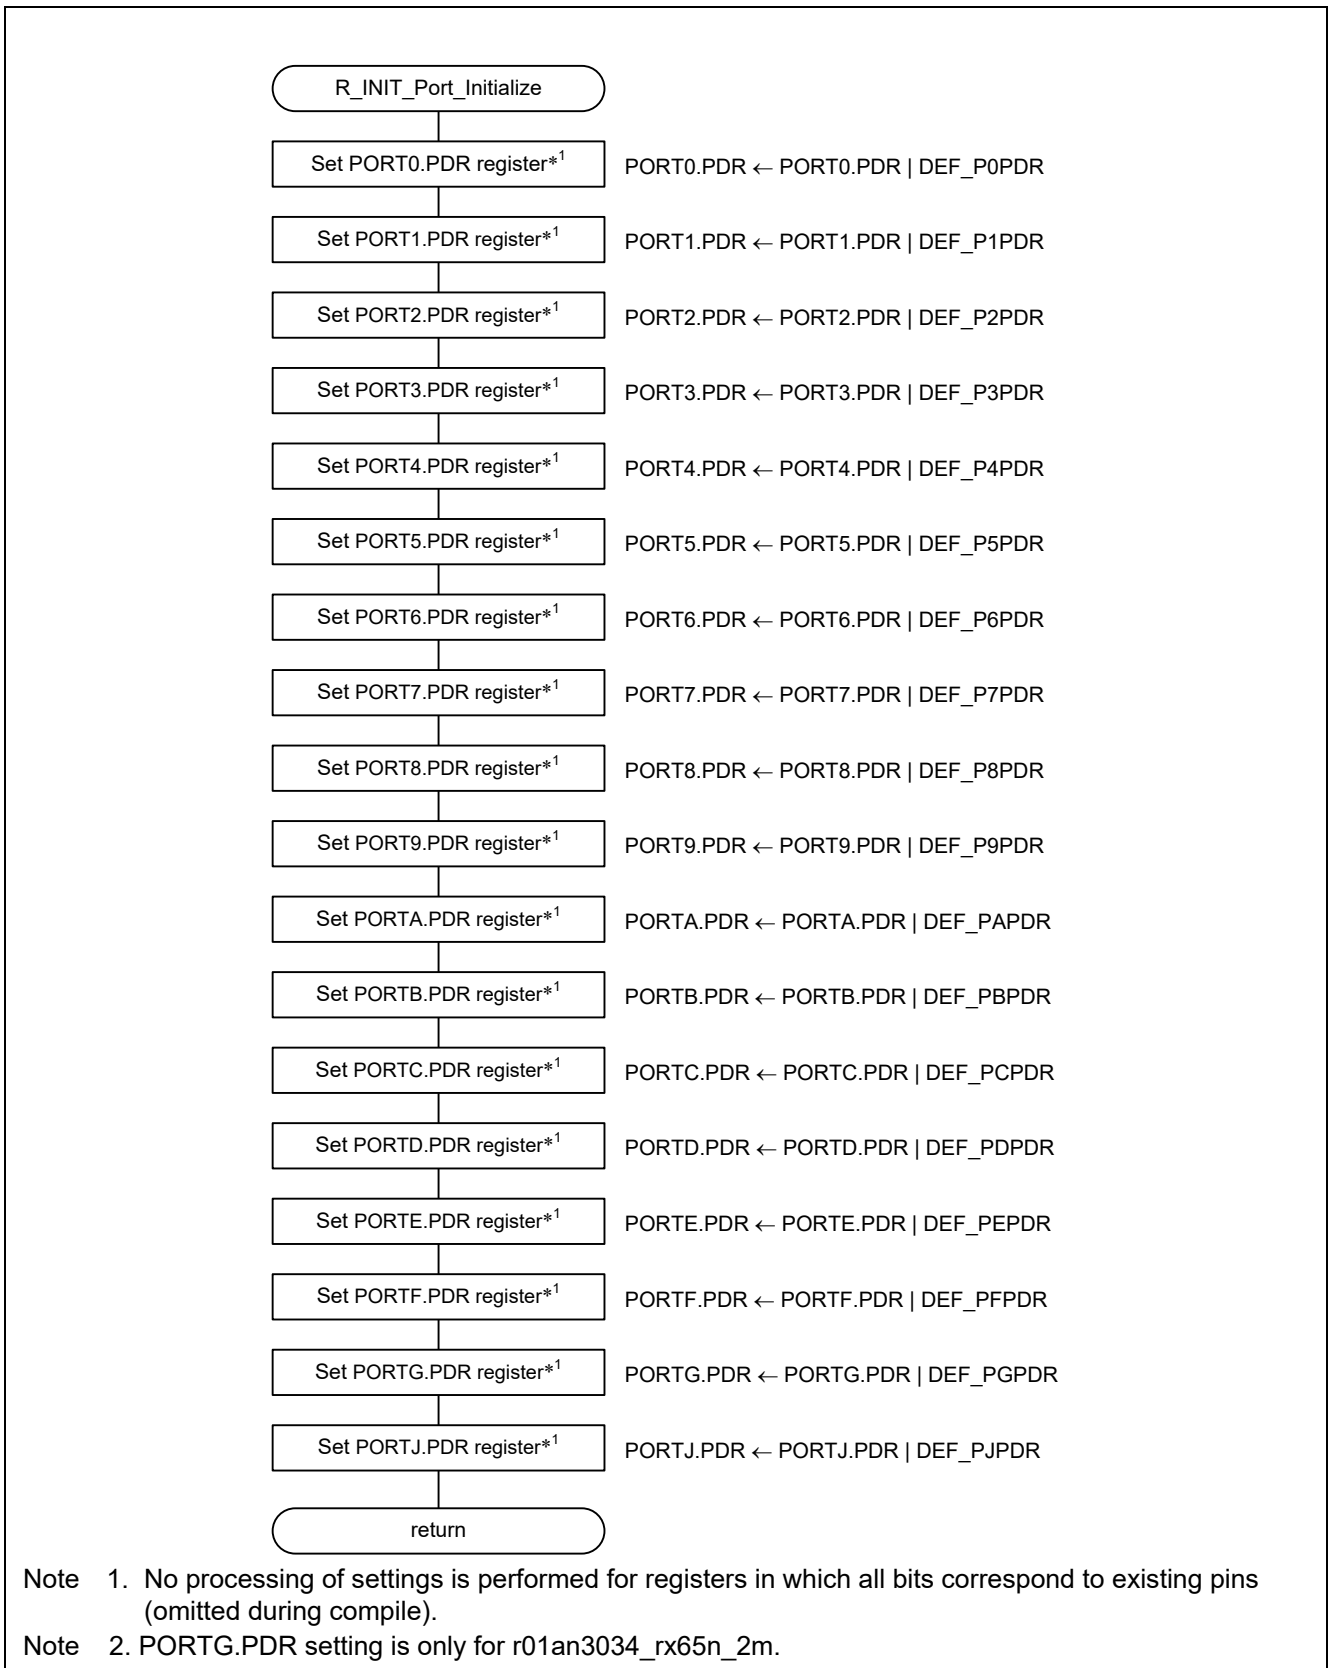 R_INIT_Port_Initialize
Set PORT0.PDR register*1 PORT0.PDR ← PORT0.PDR | DEF_P0PDR
Set PORT1.PDR register*1 PORT1.PDR ← PORT1.PDR | DEF_P1PDR
Set PORT2.PDR register*1 PORT2.PDR ← PORT2.PDR | DEF_P2PDR
Set PORT3.PDR register*1 PORT3.PDR ← PORT3.PDR | DEF_P3PDR
Set PORT4.PDR register*1 PORT4.PDR ← PORT4.PDR | DEF_P4PDR
Set PORT5.PDR register*1 PORT5.PDR ← PORT5.PDR | DEF_P5PDR
Set PORT6.PDR register*1 PORT6.PDR ← PORT6.PDR | DEF_P6PDR
Set PORT7.PDR register*1 PORT7.PDR ← PORT7.PDR | DEF_P7PDR
Set PORT8.PDR register*1 PORT8.PDR ← PORT8.PDR | DEF_P8PDR
Set PORT9.PDR register*1 PORT9.PDR ← PORT9.PDR | DEF_P9PDR
Set PORTA.PDR register*1 PORTA.PDR ← PORTA.PDR | DEF_PAPDR
Set PORTB.PDR register*1 PORTB.PDR ← PORTB.PDR | DEF_PBPDR
Set PORTC.PDR register*1 PORTC.PDR ← PORTC.PDR | DEF_PCPDR
Set PORTD.PDR register*1 PORTD.PDR ← PORTD.PDR | DEF_PDPDR
Set PORTE.PDR register*1 PORTE.PDR ← PORTE.PDR | DEF_PEPDR
Set PORTF.PDR register*1 PORTF.PDR ← PORTF.PDR | DEF_PFPDR
Set PORTG.PDR register*1 PORTG.PDR ← PORTG.PDR | DEF_PGPDR
Set PORTJ.PDR register*1 PORTJ.PDR ← PORTJ.PDR | DEF_PJPDR
return
Note 1. No processing of settings is performed for registers in which all bits correspond to existing pins
(omitted during compile).
Note 2. PORTG.PDR setting is only for r01an3034_rx65n_2m.